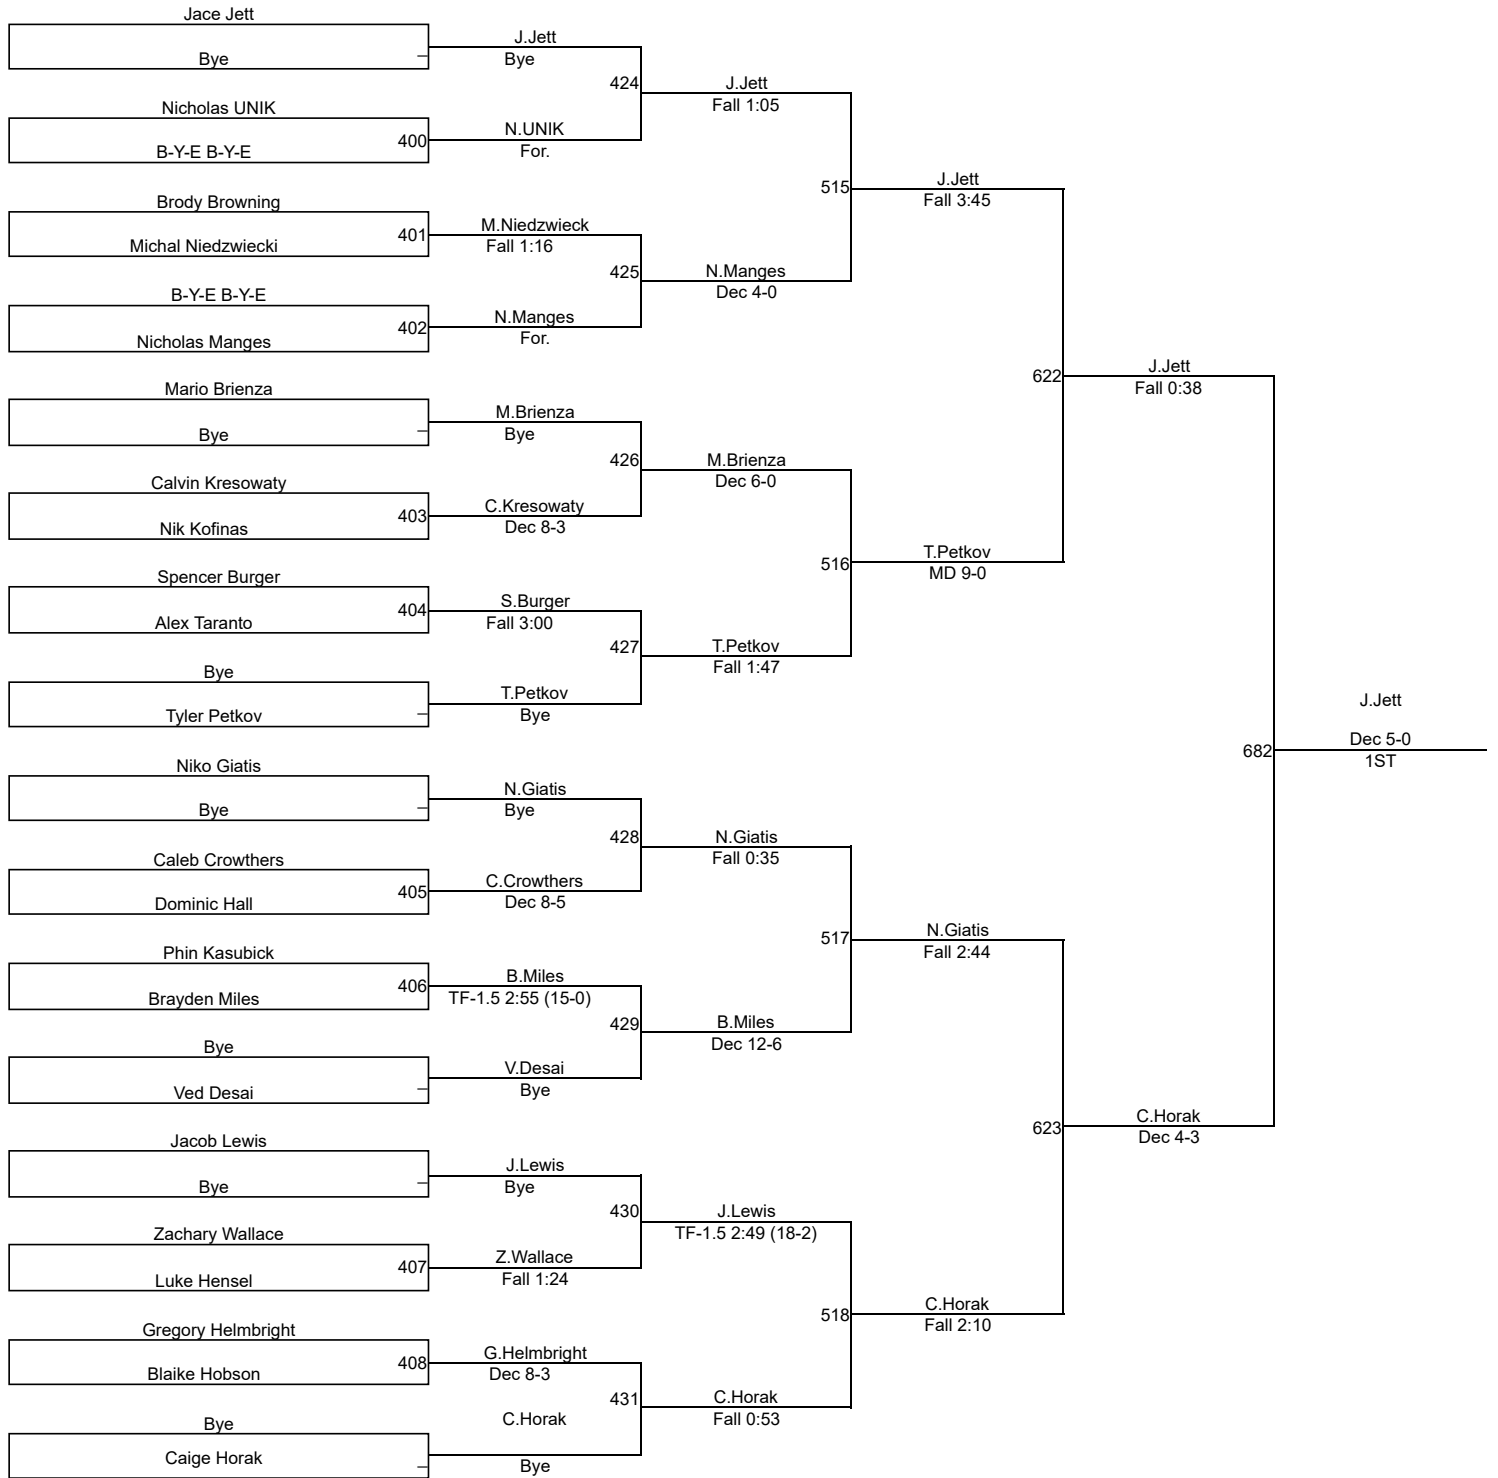 Jace Jett
Bye
Nicholas UNIK
400
B-Y-E B-Y-E
Brody Browning
401
Michal Niedzwiecki
B-Y-E B-Y-E
402
Nicholas Manges
Mario Brienza
Bye
Calvin Kresowaty
403
Nik Kofinas
Spencer Burger
404
Alex Taranto
Bye
Tyler Petkov
Niko Giatis
Bye
Caleb Crowthers
405
Dominic Hall
Phin Kasubick
406
Brayden Miles
Bye
Ved Desai
Jacob Lewis
Bye
Zachary Wallace
407
Luke Hensel
Gregory Helmbright
408
Blaike Hobson
Bye
Caige Horak
J.Jett
Bye
424
N.UNIK
For.
M.Niedzwieck
Fall 1:16
425
N.Manges
For.
M.Brienza
Bye
426
C.Kresowaty
Dec 8-3
S.Burger
Fall 3:00
427
T.Petkov
Bye
N.Giatis
Bye
428
C.Crowthers
Dec 8-5
B.Miles
TF-1.5 2:55 (15-0)
429
V.Desai
Bye
J.Lewis
Bye
430
Z.Wallace
Fall 1:24
G.Helmbright
Dec 8-3
431
C.Horak
Bye
J.Jett
Fall 1:05
515
N.Manges
Dec 4-0
M.Brienza
Dec 6-0
516
T.Petkov
Fall 1:47
N.Giatis
Fall 0:35
517
B.Miles
Dec 12-6
J.Lewis
TF-1.5 2:49 (18-2)
518
C.Horak
Fall 0:53
J.Jett
Fall 3:45
622
T.Petkov
MD 9-0
N.Giatis
Fall 2:44
623
C.Horak
Fall 2:10
J.Jett
Fall 0:38
682
C.Horak
Dec 4-3
J.Jett
Dec 5-0
1ST